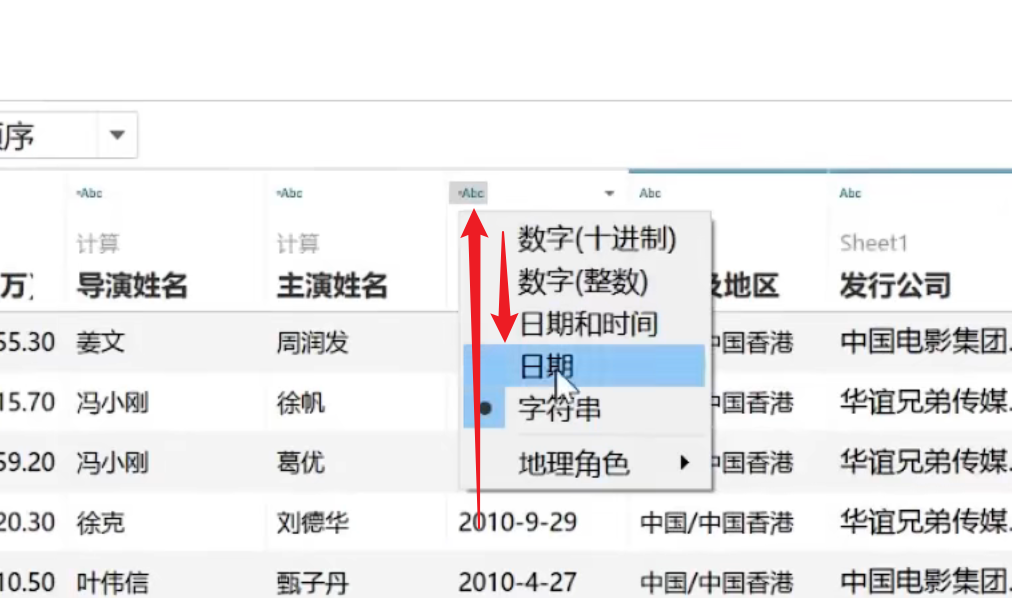 序
Abc Abc Abc Abc Abc
计算 计算 Sheet1
万) 导演姓名 主演姓名 及地区 发行公司
数字(十进制)
数字(整数)
日期和时间
日期
字符串
地理角色
55.30 姜文 周润发 中国香港 中国电影集团.
15.70 冯小刚 徐帆 中国香港 华谊兄弟传媒.
59.20 冯小刚 葛优 中国香港 华谊兄弟传媒.
20.30 徐克 刘德华 2010-9-29 中国/中国香港 华谊兄弟传媒.
10.50 叶伟信 甄子丹 2010-4-27 中国/中国香港 中国电影集团.